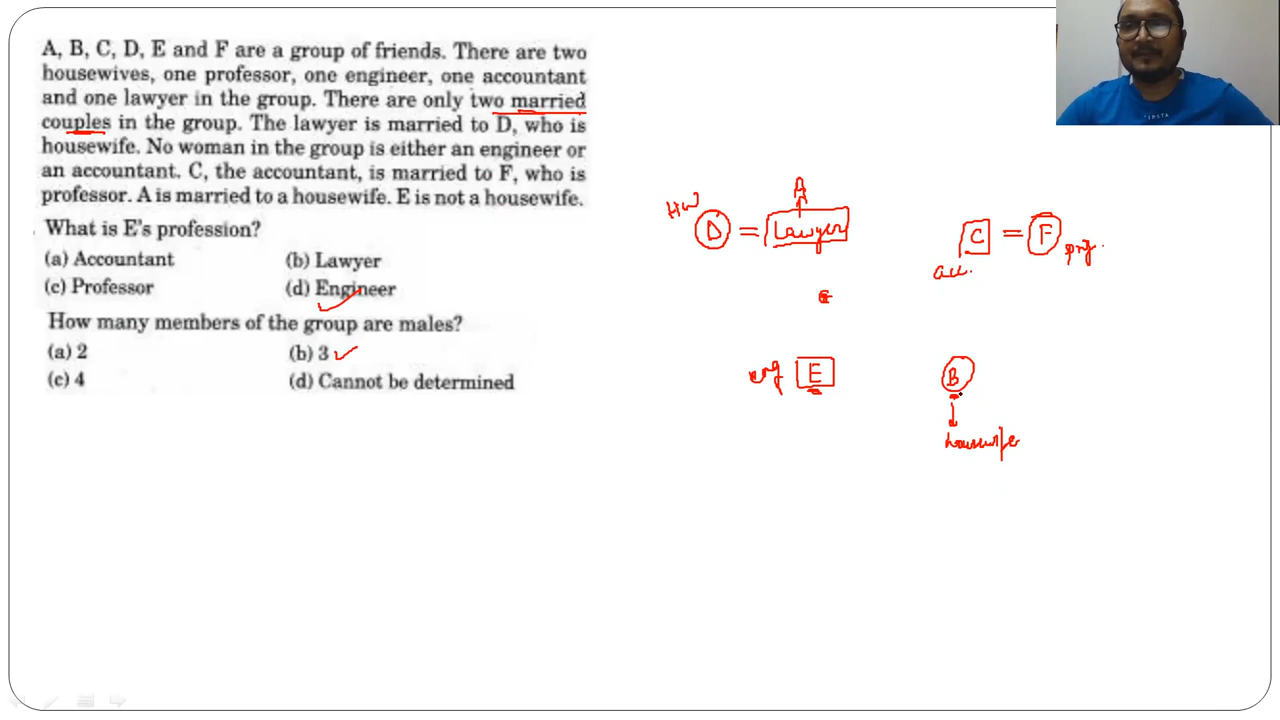 A, B, C, D, E and F are a group of friends. There are two
housewives, one professor, one engineer, one accountant
and one lawyer in the group. There are only two married
couples in the group. The lawyer is married to D, who is
housewife. No woman in the group is either an engineer or
an accountant. C, the accountant, is married to F, who is
professor. A is married to a housewife. E is not a housewife.
What is E's profession?
(a) Accountant (b) Lawyer
(c) Professor (d) Engineer
How many members of the group are males?
(a) 2 (b) 3
(c) 4 (d) Cannot be determined
A
HW D = Lawyer
C = F
acc. prof.
E
eng E
B
housewife